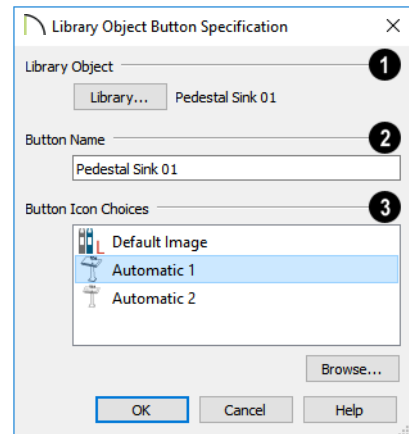 Library Object Button Specification
Library Object 1
Library... Pedestal Sink 01
Button Name 2
Pedestal Sink 01
Button Icon Choices 3
L Default Image
Automatic 1
Automatic 2
Browse...
OK Cancel Help